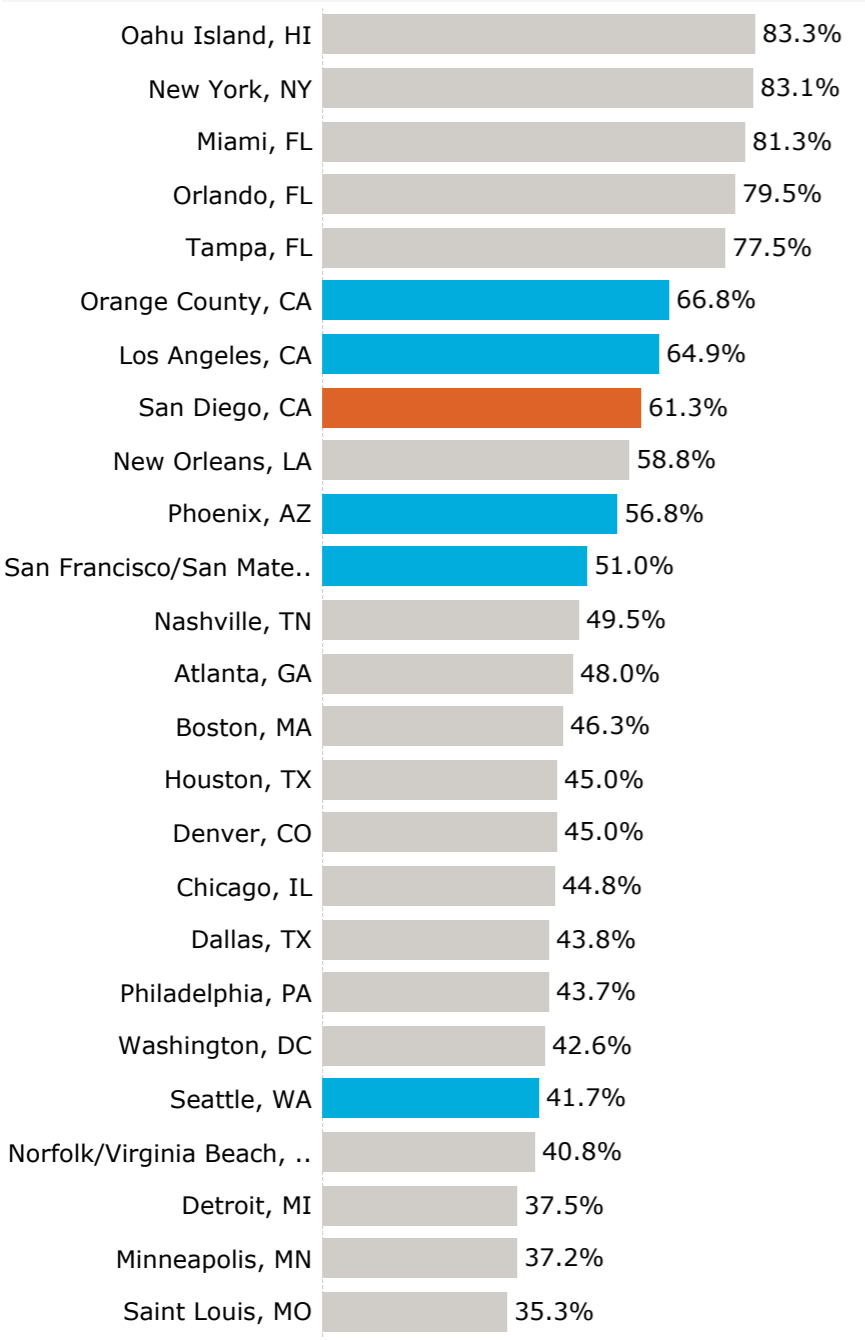 Oahu Island, HI 83.3%
New York, NY 83.1%
Miami, FL 81.3%
Orlando, FL 79.5%
Tampa, FL 77.5%
Orange County, CA 66.8%
Los Angeles, CA 64.9%
San Diego, CA 61.3%
New Orleans, LA 58.8%
Phoenix, AZ 56.8%
San Francisco/San Mate.. 51.0%
Nashville, TN 49.5%
Atlanta, GA 48.0%
Boston, MA 46.3%
Houston, TX 45.0%
Denver, CO 45.0%
Chicago, IL 44.8%
Dallas, TX 43.8%
Philadelphia, PA 43.7%
Washington, DC 42.6%
Seattle, WA 41.7%
Norfolk/Virginia Beach, .. 40.8%
Detroit, MI 37.5%
Minneapolis, MN 37.2%
Saint Louis, MO 35.3%